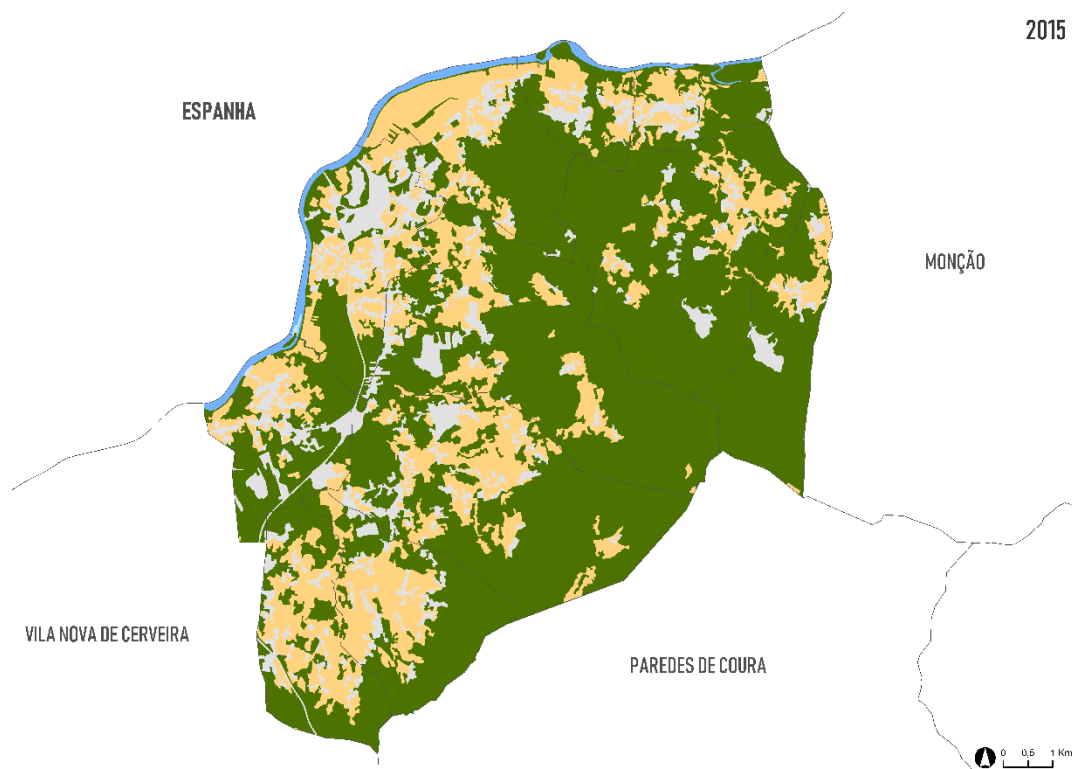 2015
ESPANHA
MONÇÃO
VILA NOVA DE CERVEIRA
PAREDES DE COURA
0 0,5 1 Km